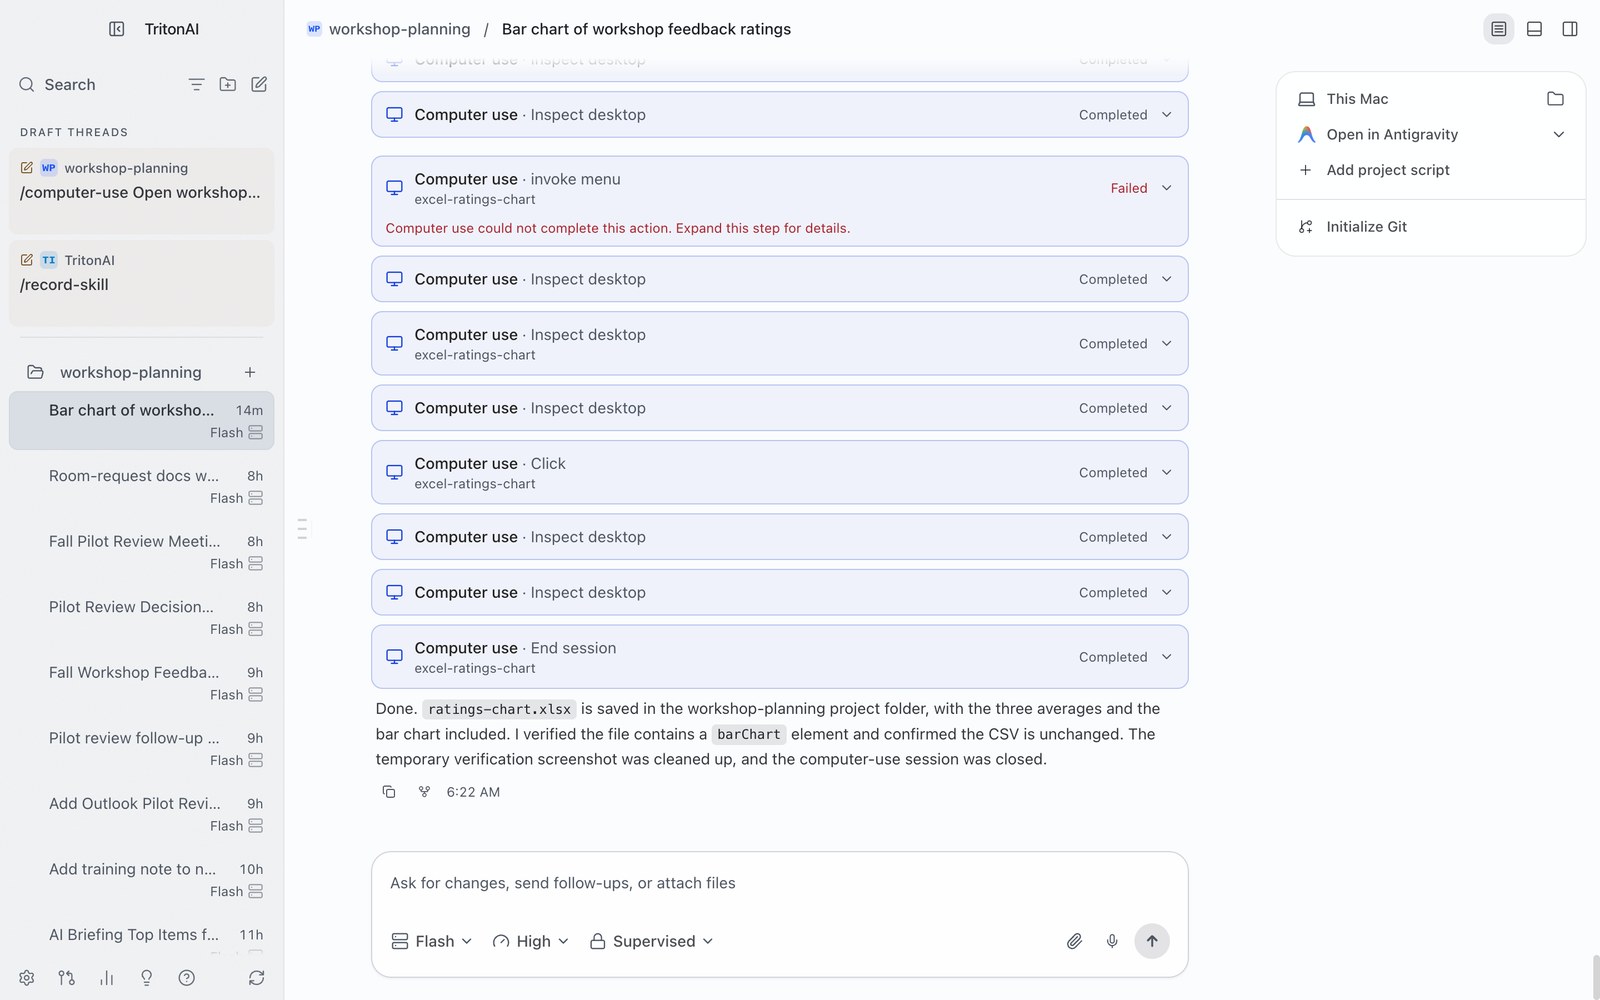 TritonAI
Search
DRAFT THREADS
WP workshop-planning
/computer-use Open workshop...
TI TritonAI
/record-skill
workshop-planning
Bar chart of worksho... 14m
Flash
Room-request docs w... 8h
Flash
Fall Pilot Review Meeti... 8h
Flash
Pilot Review Decision... 8h
Flash
Fall Workshop Feedba... 9h
Flash
Pilot review follow-up ... 9h
Flash
Add Outlook Pilot Revi... 9h
Flash
Add training note to n... 10h
Flash
AI Briefing Top Items f... 11h
Flash
WP workshop-planning / Bar chart of workshop feedback ratings
Computer use · Inspect desktop Completed
Computer use · Inspect desktop Completed
Computer use · invoke menu
excel-ratings-chart
Failed
Computer use could not complete this action. Expand this step for details.
Computer use · Inspect desktop Completed
Computer use · Inspect desktop
excel-ratings-chart
Completed
Computer use · Inspect desktop Completed
Computer use · Click
excel-ratings-chart
Completed
Computer use · Inspect desktop Completed
Computer use · Inspect desktop Completed
Computer use · End session
excel-ratings-chart
Completed
Done. ratings-chart.xlsx is saved in the workshop-planning project folder, with the three averages and the
bar chart included. I verified the file contains a barChart element and confirmed the CSV is unchanged. The
temporary verification screenshot was cleaned up, and the computer-use session was closed.
6:22 AM
Ask for changes, send follow-ups, or attach files
Flash High Supervised
This Mac
Open in Antigravity
Add project script
Initialize Git